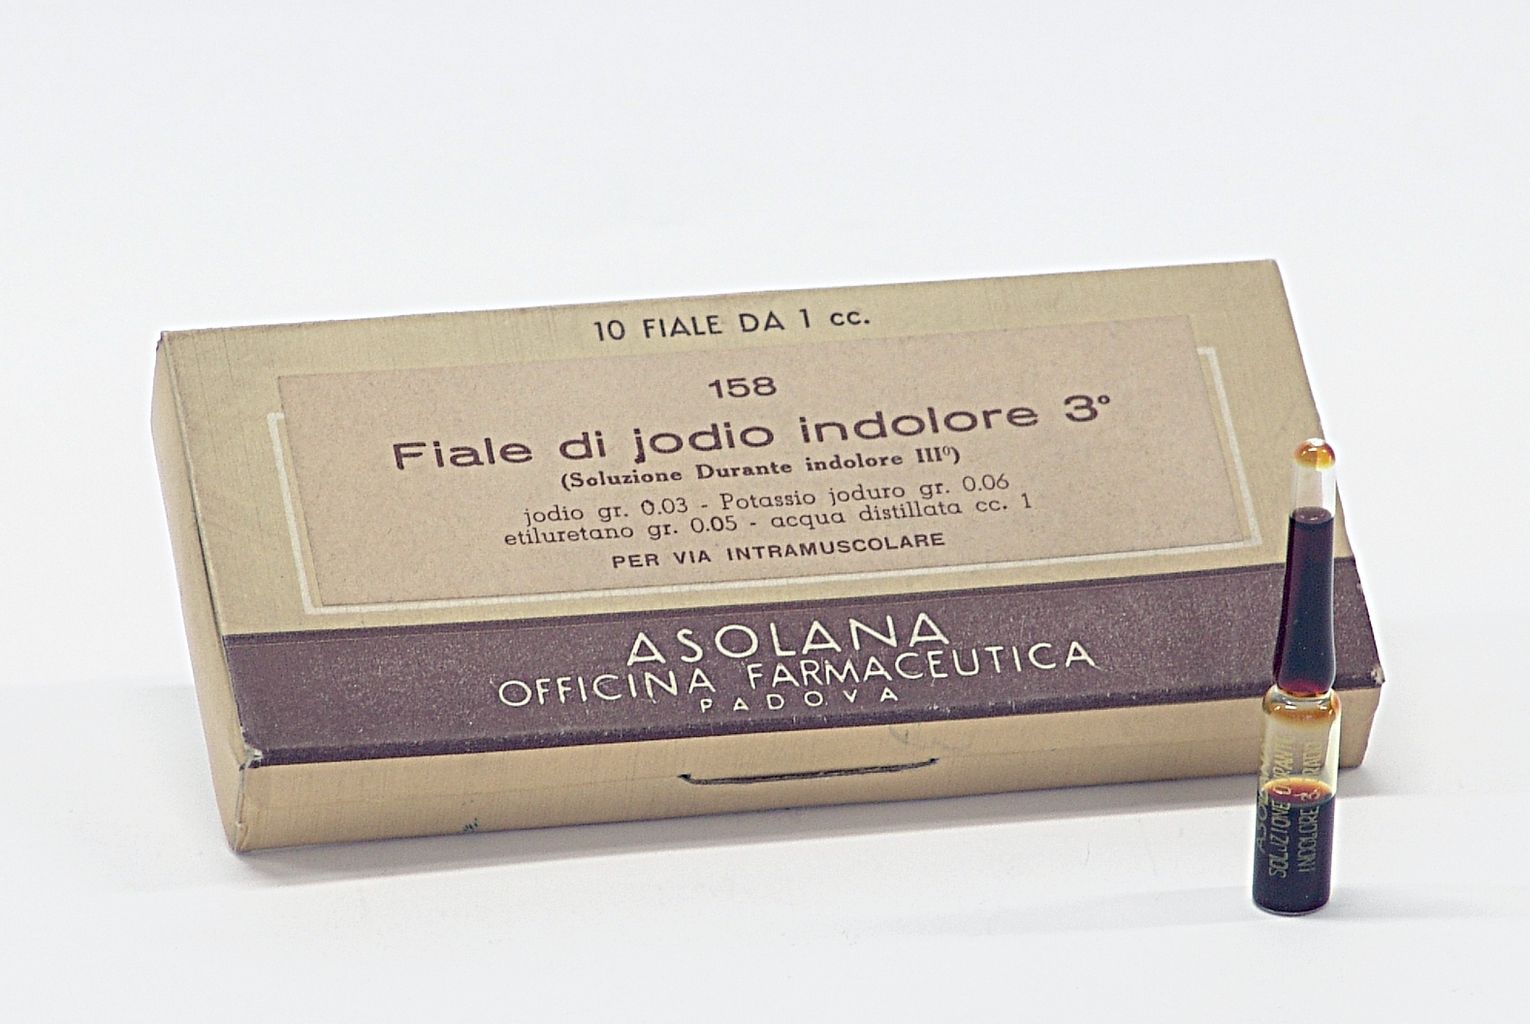 10 FIALE DA 1 cc.
158
Fiale di jodio indolore 3°
(Soluzione Durante indolore III⁰)
jodio gr. 0.03 - Potassio joduro gr. 0.06
etiluretano gr. 0.05 - acqua distillata cc. 1
PER VIA INTRAMUSCOLARE
ASOLANA
OFFICINA FARMACEUTICA
PADOVA
SOLUZIONE DURANTE
INDOLORE 3